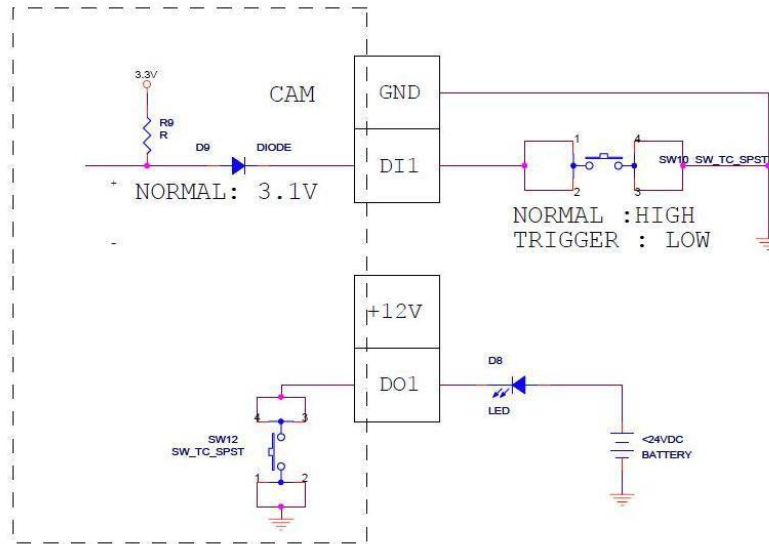 3.3V
CAM
GND
R9
R
D9 DIODE
DI1
1 4
SW10 SW_TC_SPST
+
NORMAL: 3.1V
2 3
-
NORMAL :HIGH
TRIGGER : LOW
+12V
D8
DO1
LED
4 3
SW12
SW_TC_SPST
<24VDC
BATTERY
1 2